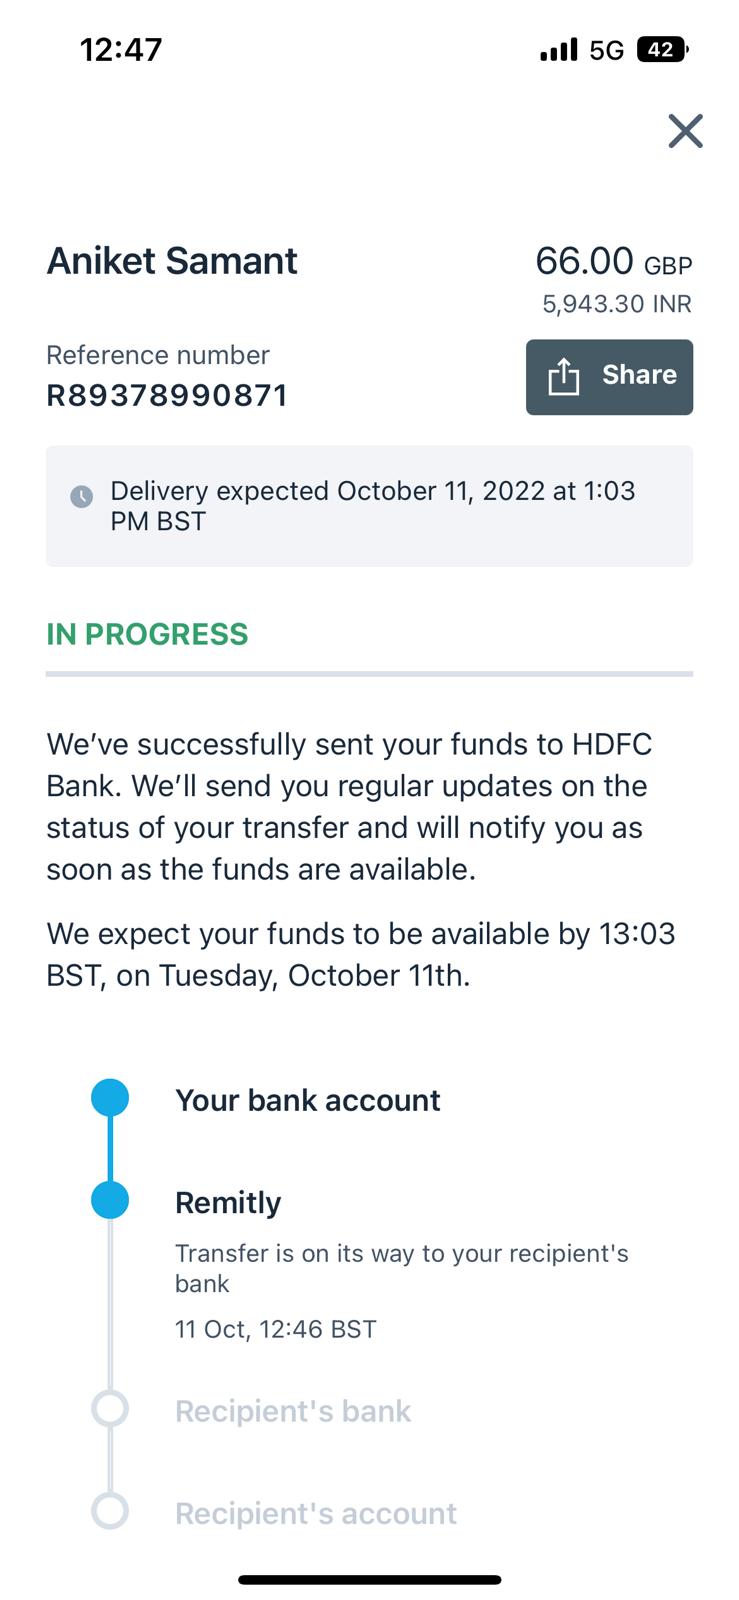 12:47
5G 42
Aniket Samant
66.00 GBP
5,943.30 INR
Reference number
R89378990871
Share
Delivery expected October 11, 2022 at 1:03
PM BST
IN PROGRESS
We’ve successfully sent your funds to HDFC
Bank. We’ll send you regular updates on the
status of your transfer and will notify you as
soon as the funds are available.
We expect your funds to be available by 13:03
BST, on Tuesday, October 11th.
Your bank account
Remitly
Transfer is on its way to your recipient's
bank
11 Oct, 12:46 BST
Recipient's bank
Recipient's account